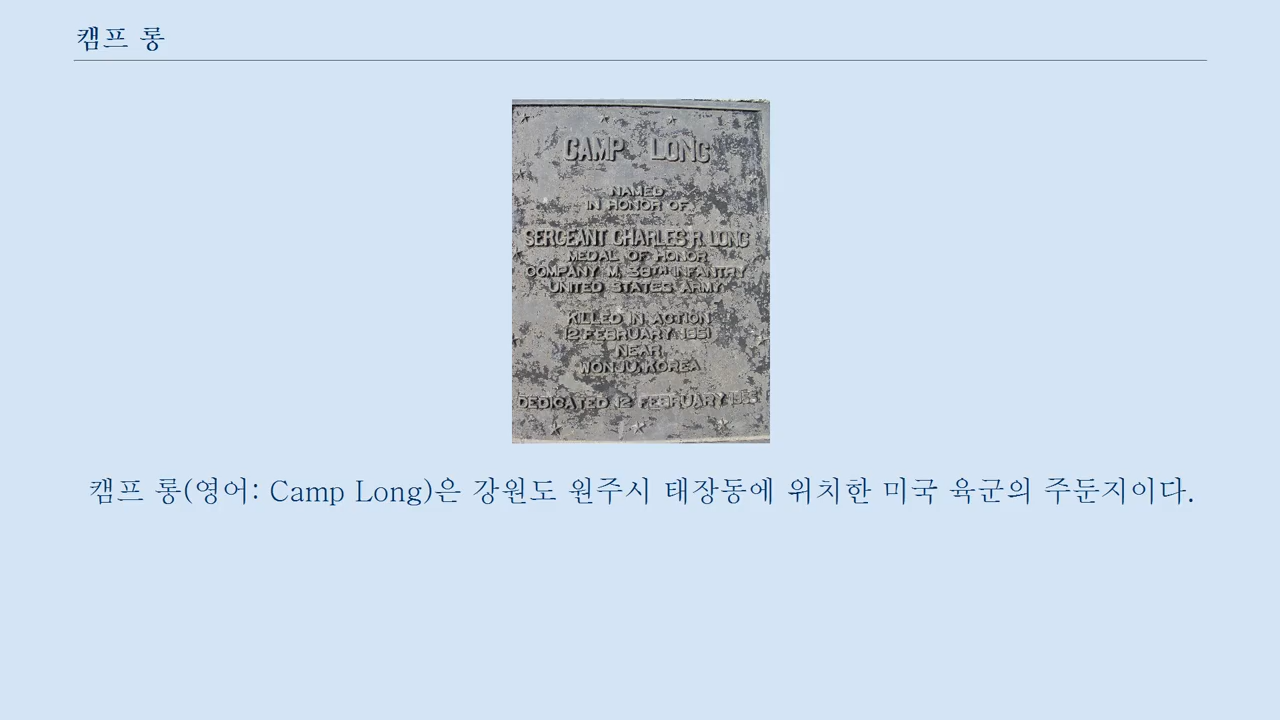 캠프 롱
CAMP LONG
NAMED
IN HONOR OF
SERGEANT CHARLES R. LONG
MEDAL OF HONOR
COMPANY M, 38TH INFANTRY
UNITED STATES ARMY
KILLED IN ACTION
12 FEBRUARY 1951
NEAR
WONJU, KOREA
DEDICATED 12 FEBRUARY
캠프 롱(영어: Camp Long)은 강원도 원주시 태장동에 위치한 미국 육군의 주둔지이다.